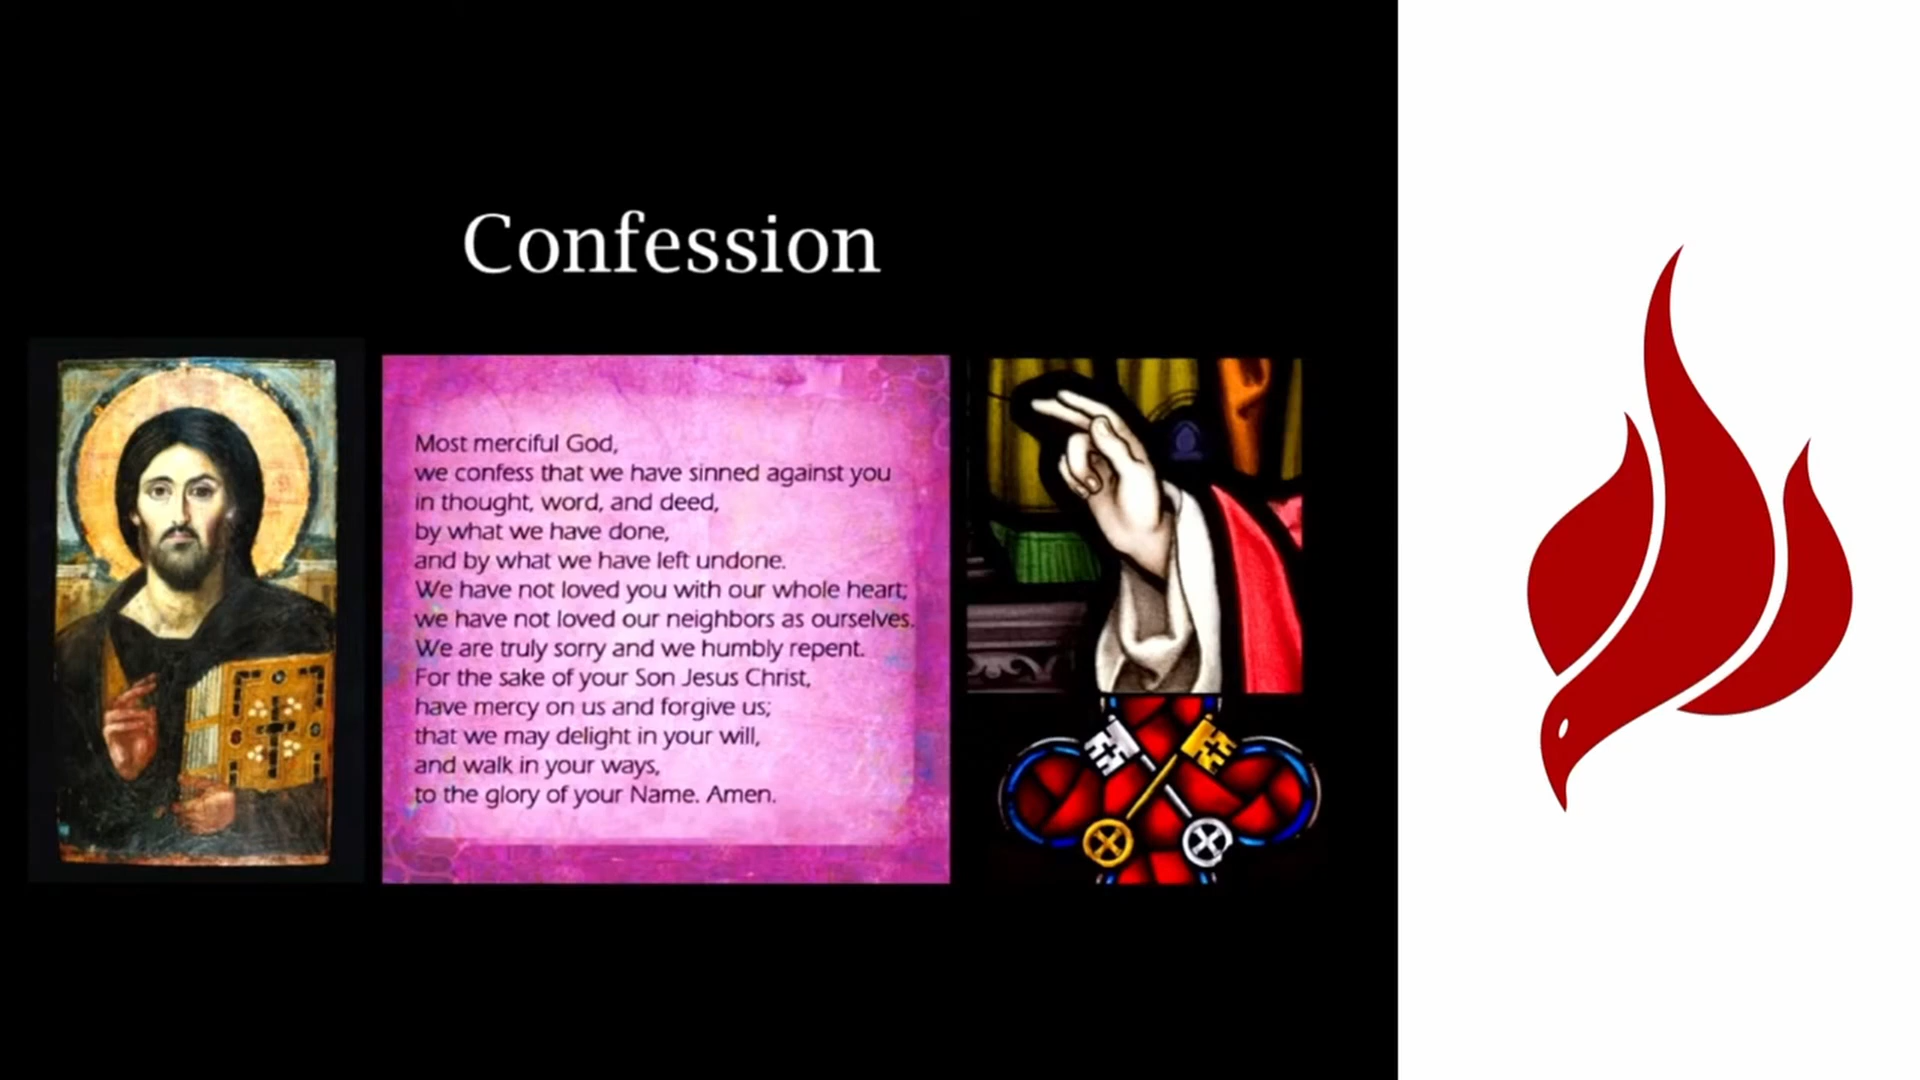 Confession
Most merciful God,
we confess that we have sinned against you
in thought, word, and deed,
by what we have done,
and by what we have left undone.
We have not loved you with our whole heart;
we have not loved our neighbors as ourselves.
We are truly sorry and we humbly repent.
For the sake of your Son Jesus Christ,
have mercy on us and forgive us;
that we may delight in your will,
and walk in your ways,
to the glory of your Name. Amen.